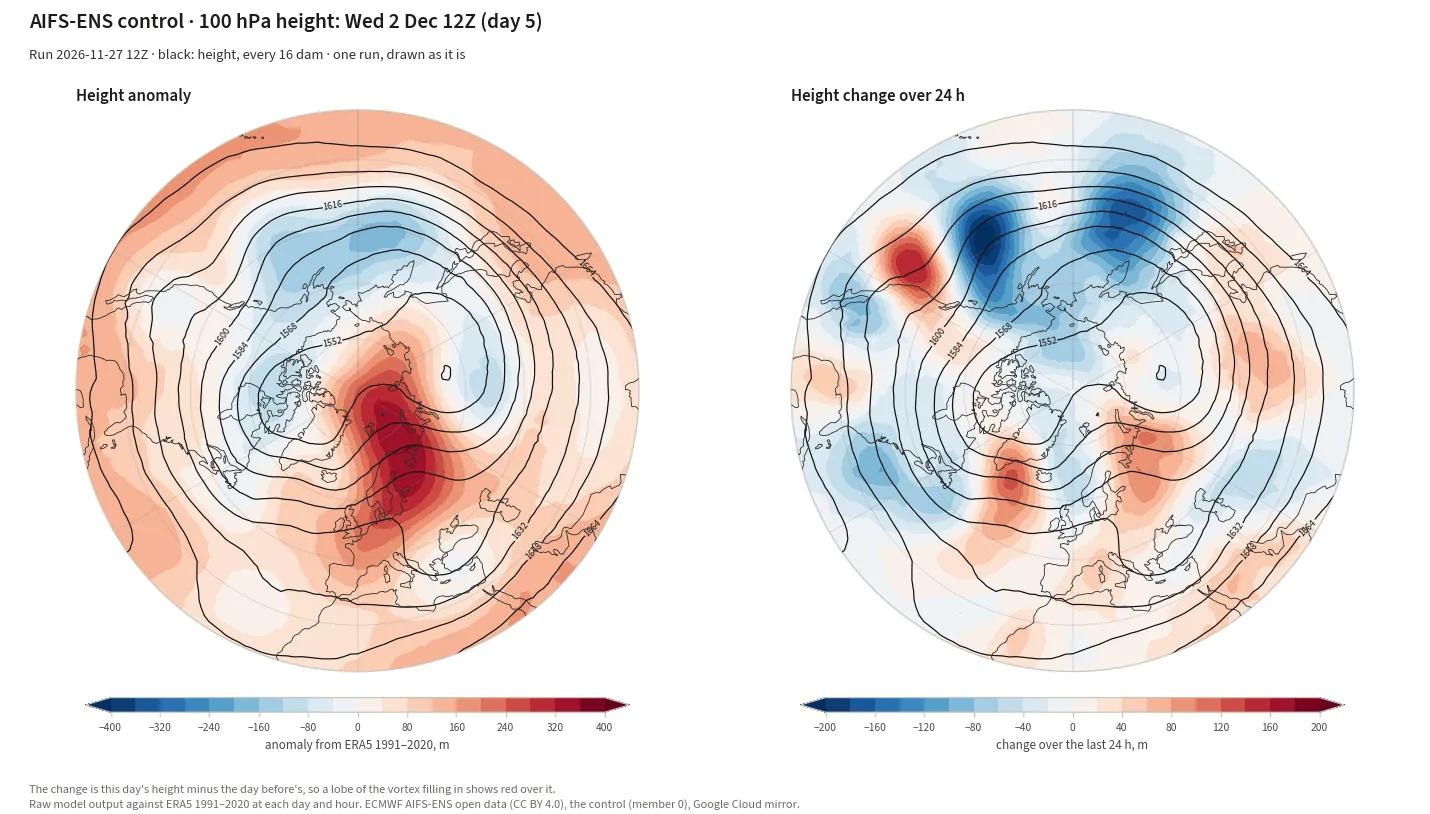 AIFS-ENS control · 100 hPa height: Wed 2 Dec 12Z (day 5)
Run 2026-11-27 12Z · black: height, every 16 dam · one run, drawn as it is
Height anomaly
Height change over 24 h
1616
1664
1600
1568
1584
1552
1632
1648
1664
1616
1664
1600
1568
1584
1552
1632
1648
1664
−400 −320 −240 −160 −80 0 80 160 240 320 400
anomaly from ERA5 1991–2020, m
−200 −160 −120 −80 −40 0 40 80 120 160 200
change over the last 24 h, m
The change is this day's height minus the day before's, so a lobe of the vortex filling in shows red over it.
Raw model output against ERA5 1991–2020 at each day and hour. ECMWF AIFS-ENS open data (CC BY 4.0), the control (member 0), Google Cloud mirror.